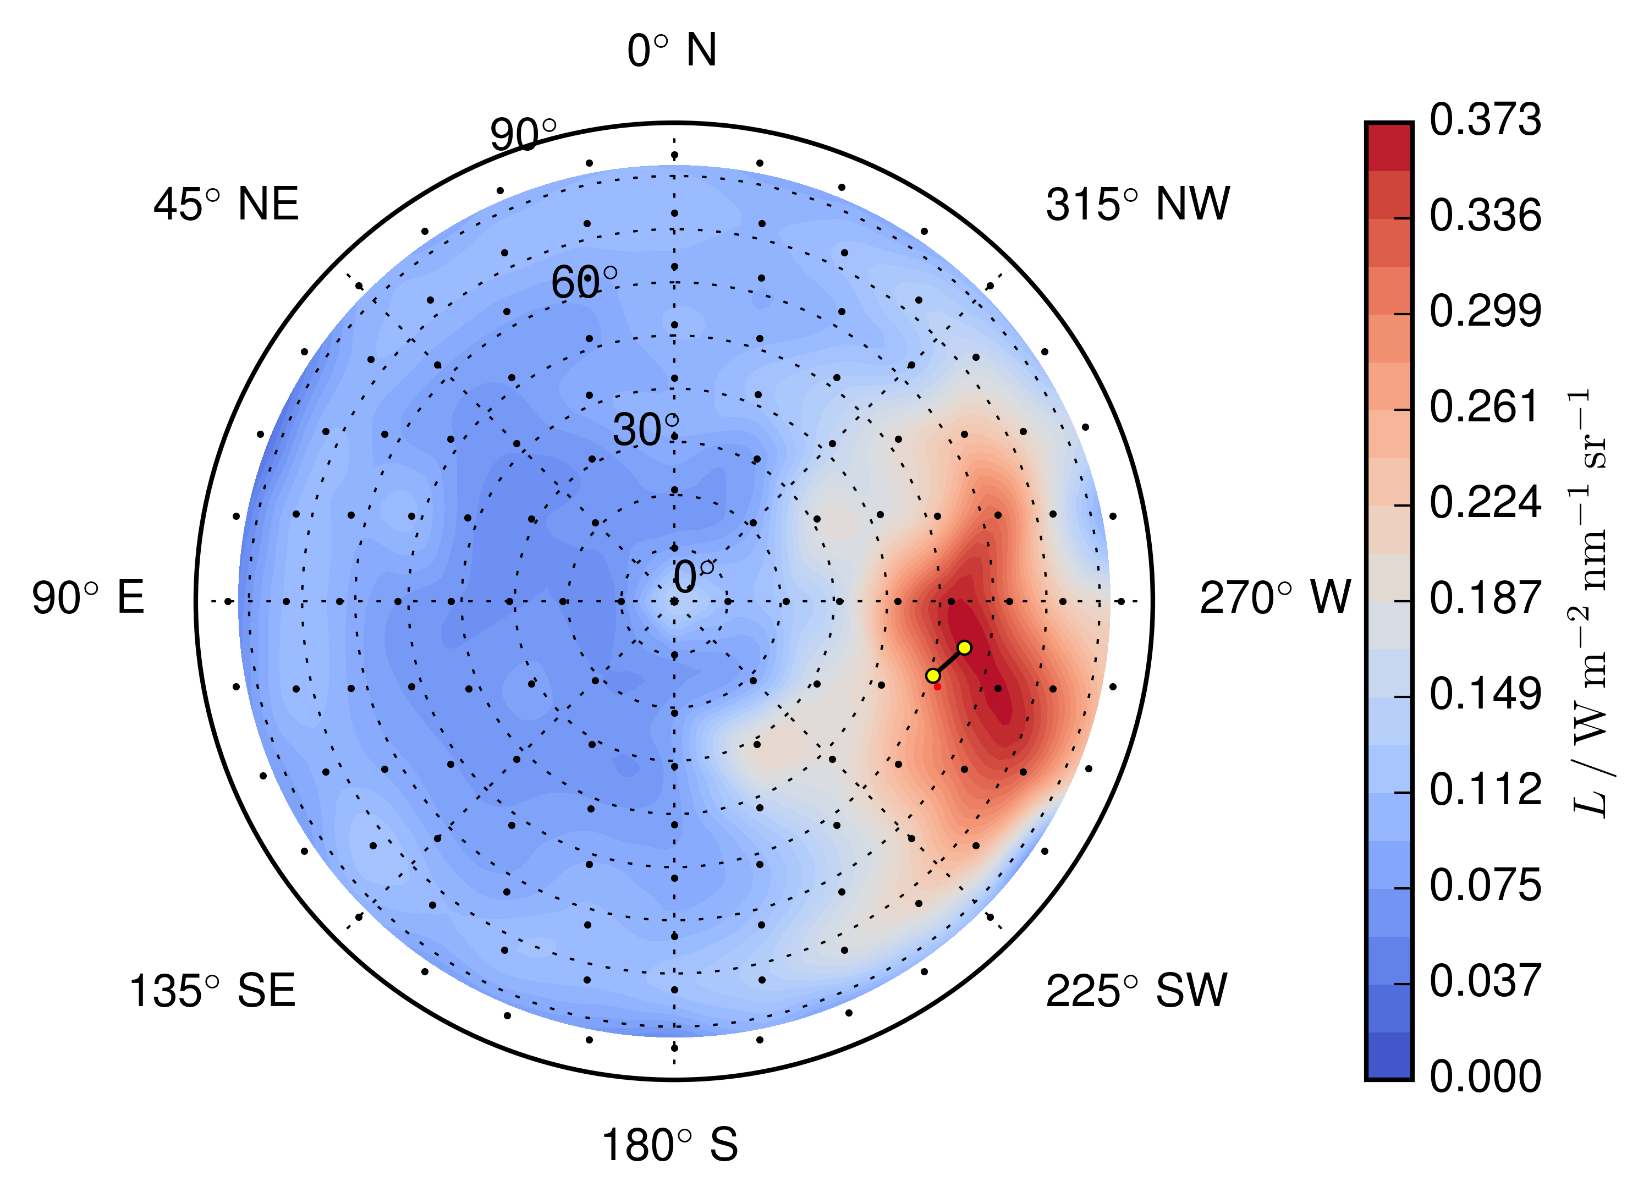 0° N
90°
45° NE
315° NW
60°
30°
0°
90° E
270° W
135° SE
225° SW
180° S
0.373
0.336
0.299
0.261
0.224
0.187
0.149
0.112
0.075
0.037
0.000
L / W m⁻² nm⁻¹ sr⁻¹